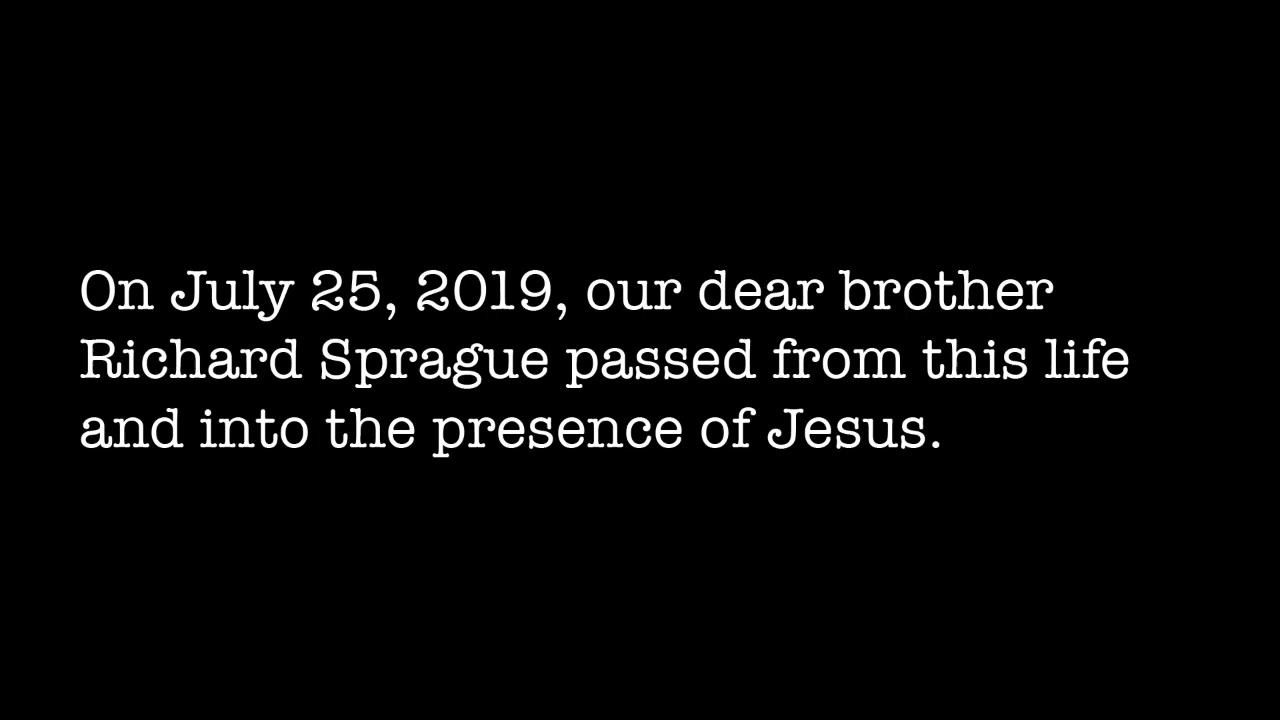 On July 25, 2019, our dear brother
Richard Sprague passed from this life
and into the presence of Jesus.